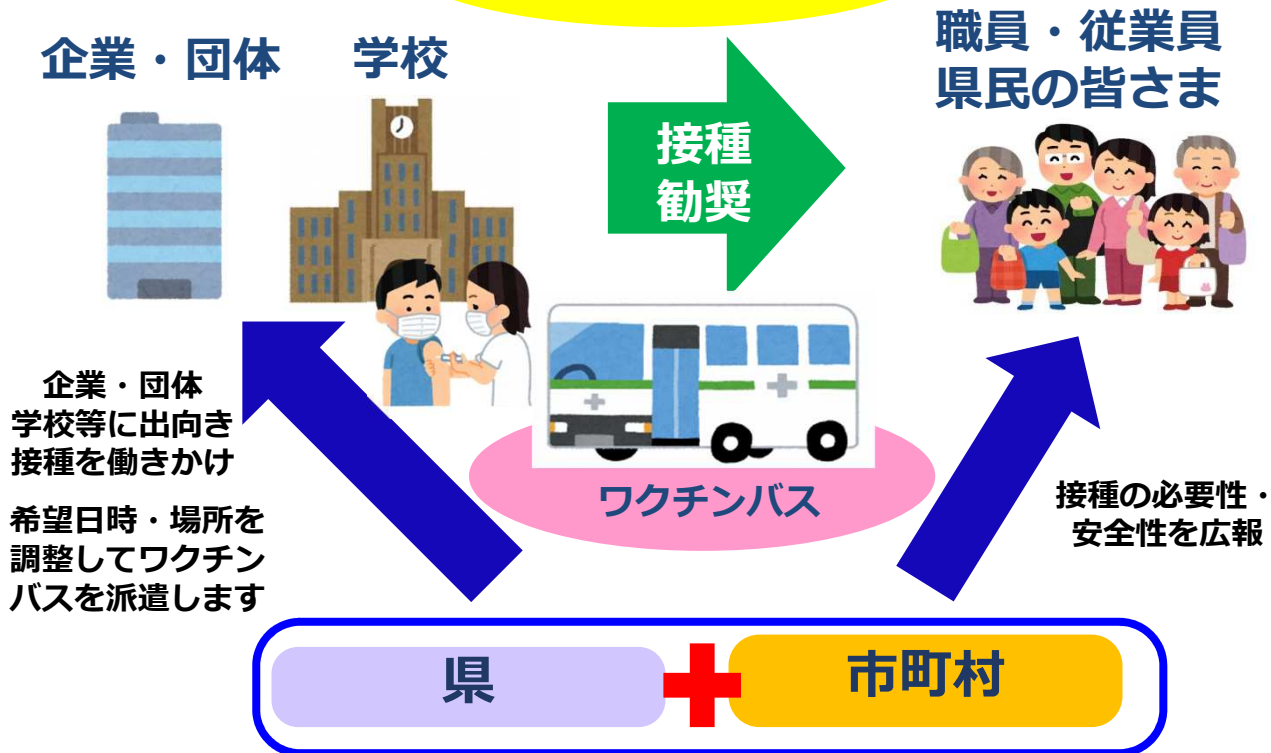 企業・団体
学校
職員・従業員
県民の皆さま
接種
勧奨
企業・団体
学校等に出向き
接種を働きかけ
希望日時・場所を
調整してワクチン
バスを派遣します
ワクチンバス
接種の必要性・
安全性を広報
県
市町村